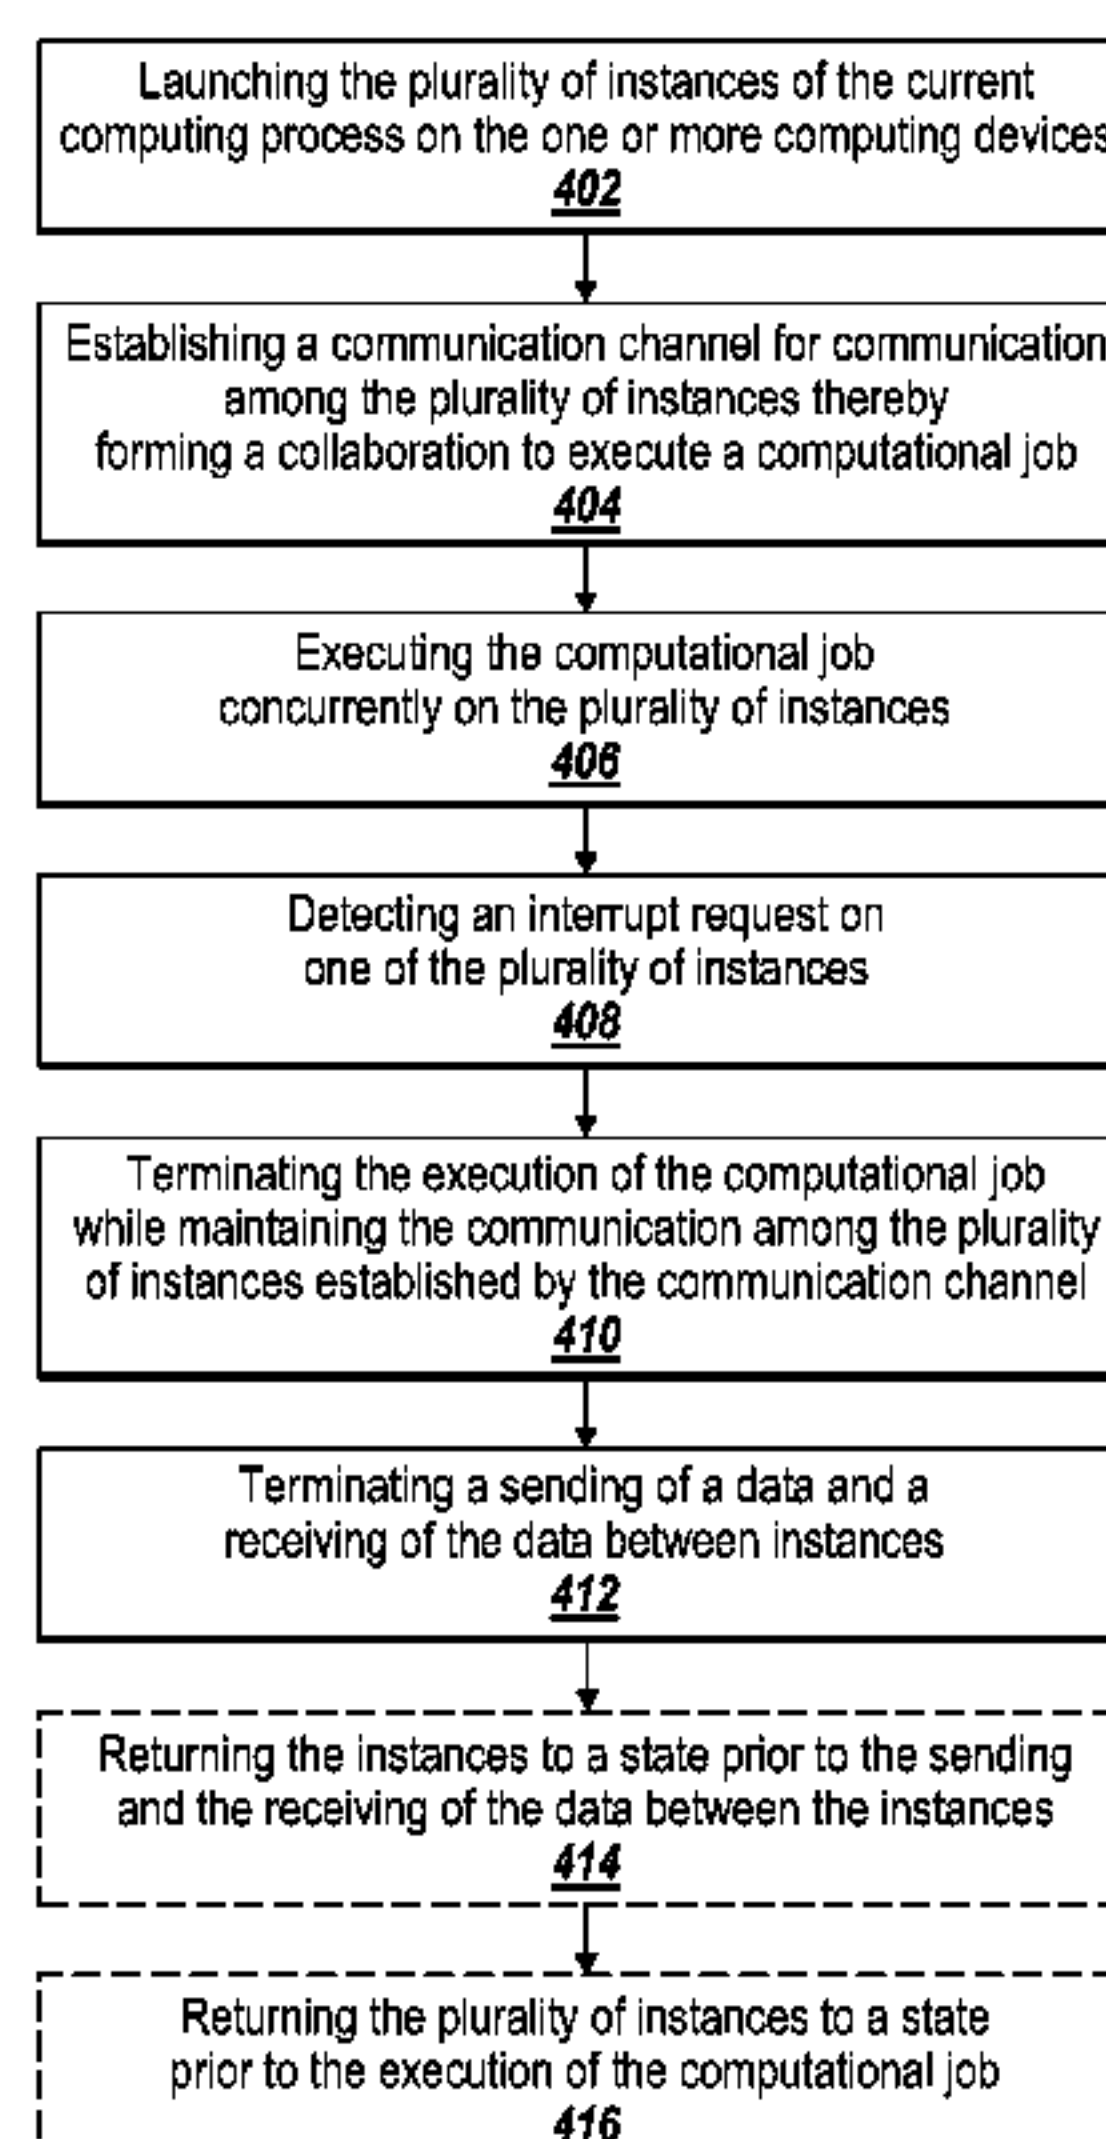 Launching the plurality of instances of the current
computing process on the one or more computing devices
402
Establishing a communication channel for communication
among the plurality of instances thereby
forming a collaboration to execute a computational job
404
Executing the computational job
concurrently on the plurality of instances
406
Detecting an interrupt request on
one of the plurality of instances
408
Terminating the execution of the computational job
while maintaining the communication among the plurality
of instances established by the communication channel
410
Terminating a sending of a data and a
receiving of the data between instances
412
Returning the instances to a state prior to the sending
and the receiving of the data between the instances
414
Returning the plurality of instances to a state
prior to the execution of the computational job
416